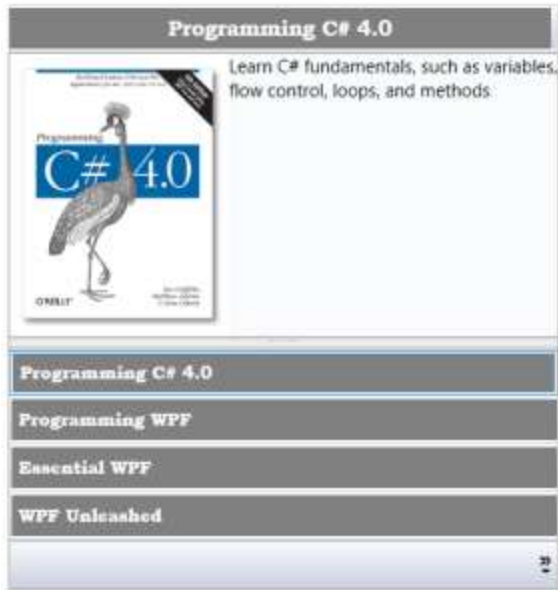 Programming C# 4.0
Learn C# fundamentals, such as variables,
flow control, loops, and methods
Programming
C# 4.0
O'REILLY
Programming C# 4.0
Programming WPF
Essential WPF
WPF Unleashed